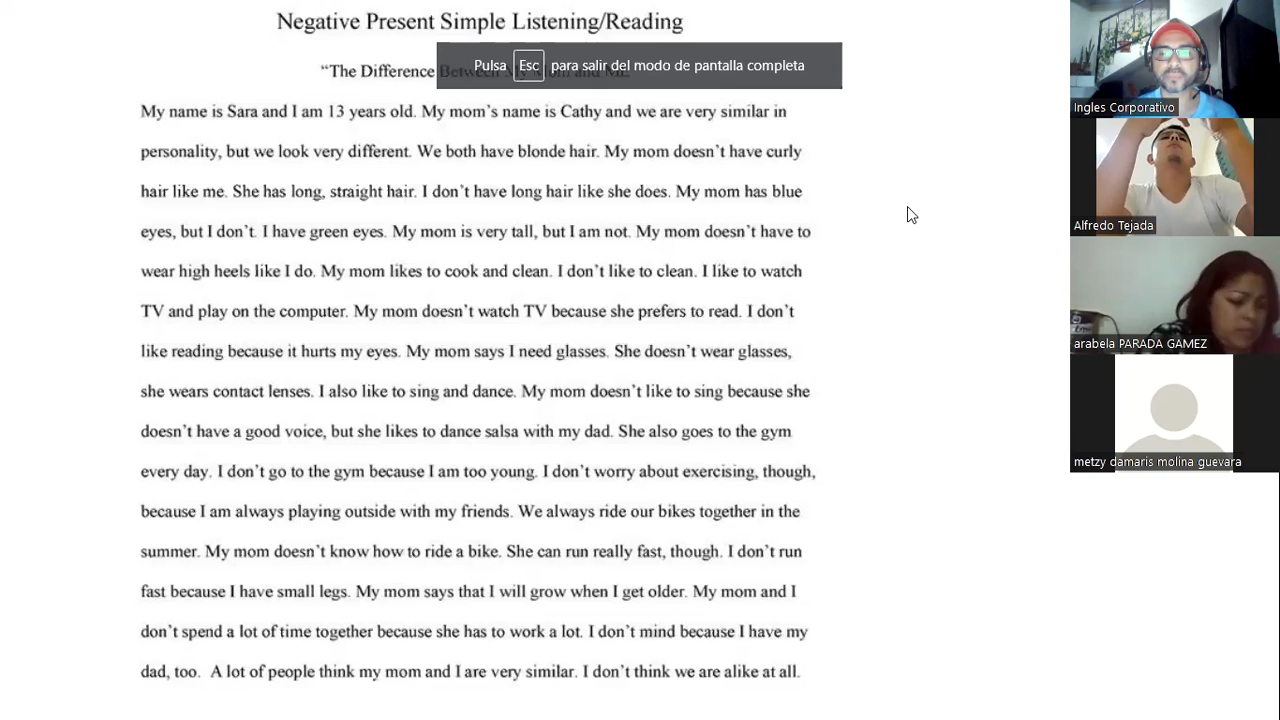 Negative Present Simple Listening/Reading
“The Difference
Pulsa Esc para salir del modo de pantalla completa
My name is Sara and I am 13 years old. My mom’s name is Cathy and we are very similar in
personality, but we look very different. We both have blonde hair. My mom doesn’t have curly
hair like me. She has long, straight hair. I don’t have long hair like she does. My mom has blue
eyes, but I don’t. I have green eyes. My mom is very tall, but I am not. My mom doesn’t have to
wear high heels like I do. My mom likes to cook and clean. I don’t like to clean. I like to watch
TV and play on the computer. My mom doesn’t watch TV because she prefers to read. I don’t
like reading because it hurts my eyes. My mom says I need glasses. She doesn’t wear glasses,
she wears contact lenses. I also like to sing and dance. My mom doesn’t like to sing because she
doesn’t have a good voice, but she likes to dance salsa with my dad. She also goes to the gym
every day. I don’t go to the gym because I am too young. I don’t worry about exercising, though,
because I am always playing outside with my friends. We always ride our bikes together in the
summer. My mom doesn’t know how to ride a bike. She can run really fast, though. I don’t run
fast because I have small legs. My mom says that I will grow when I get older. My mom and I
don’t spend a lot of time together because she has to work a lot. I don’t mind because I have my
dad, too.  A lot of people think my mom and I are very similar. I don’t think we are alike at all.
Ingles Corporativo
Alfredo Tejada
arabela PARADA GAMEZ
metzy damaris molina guevara